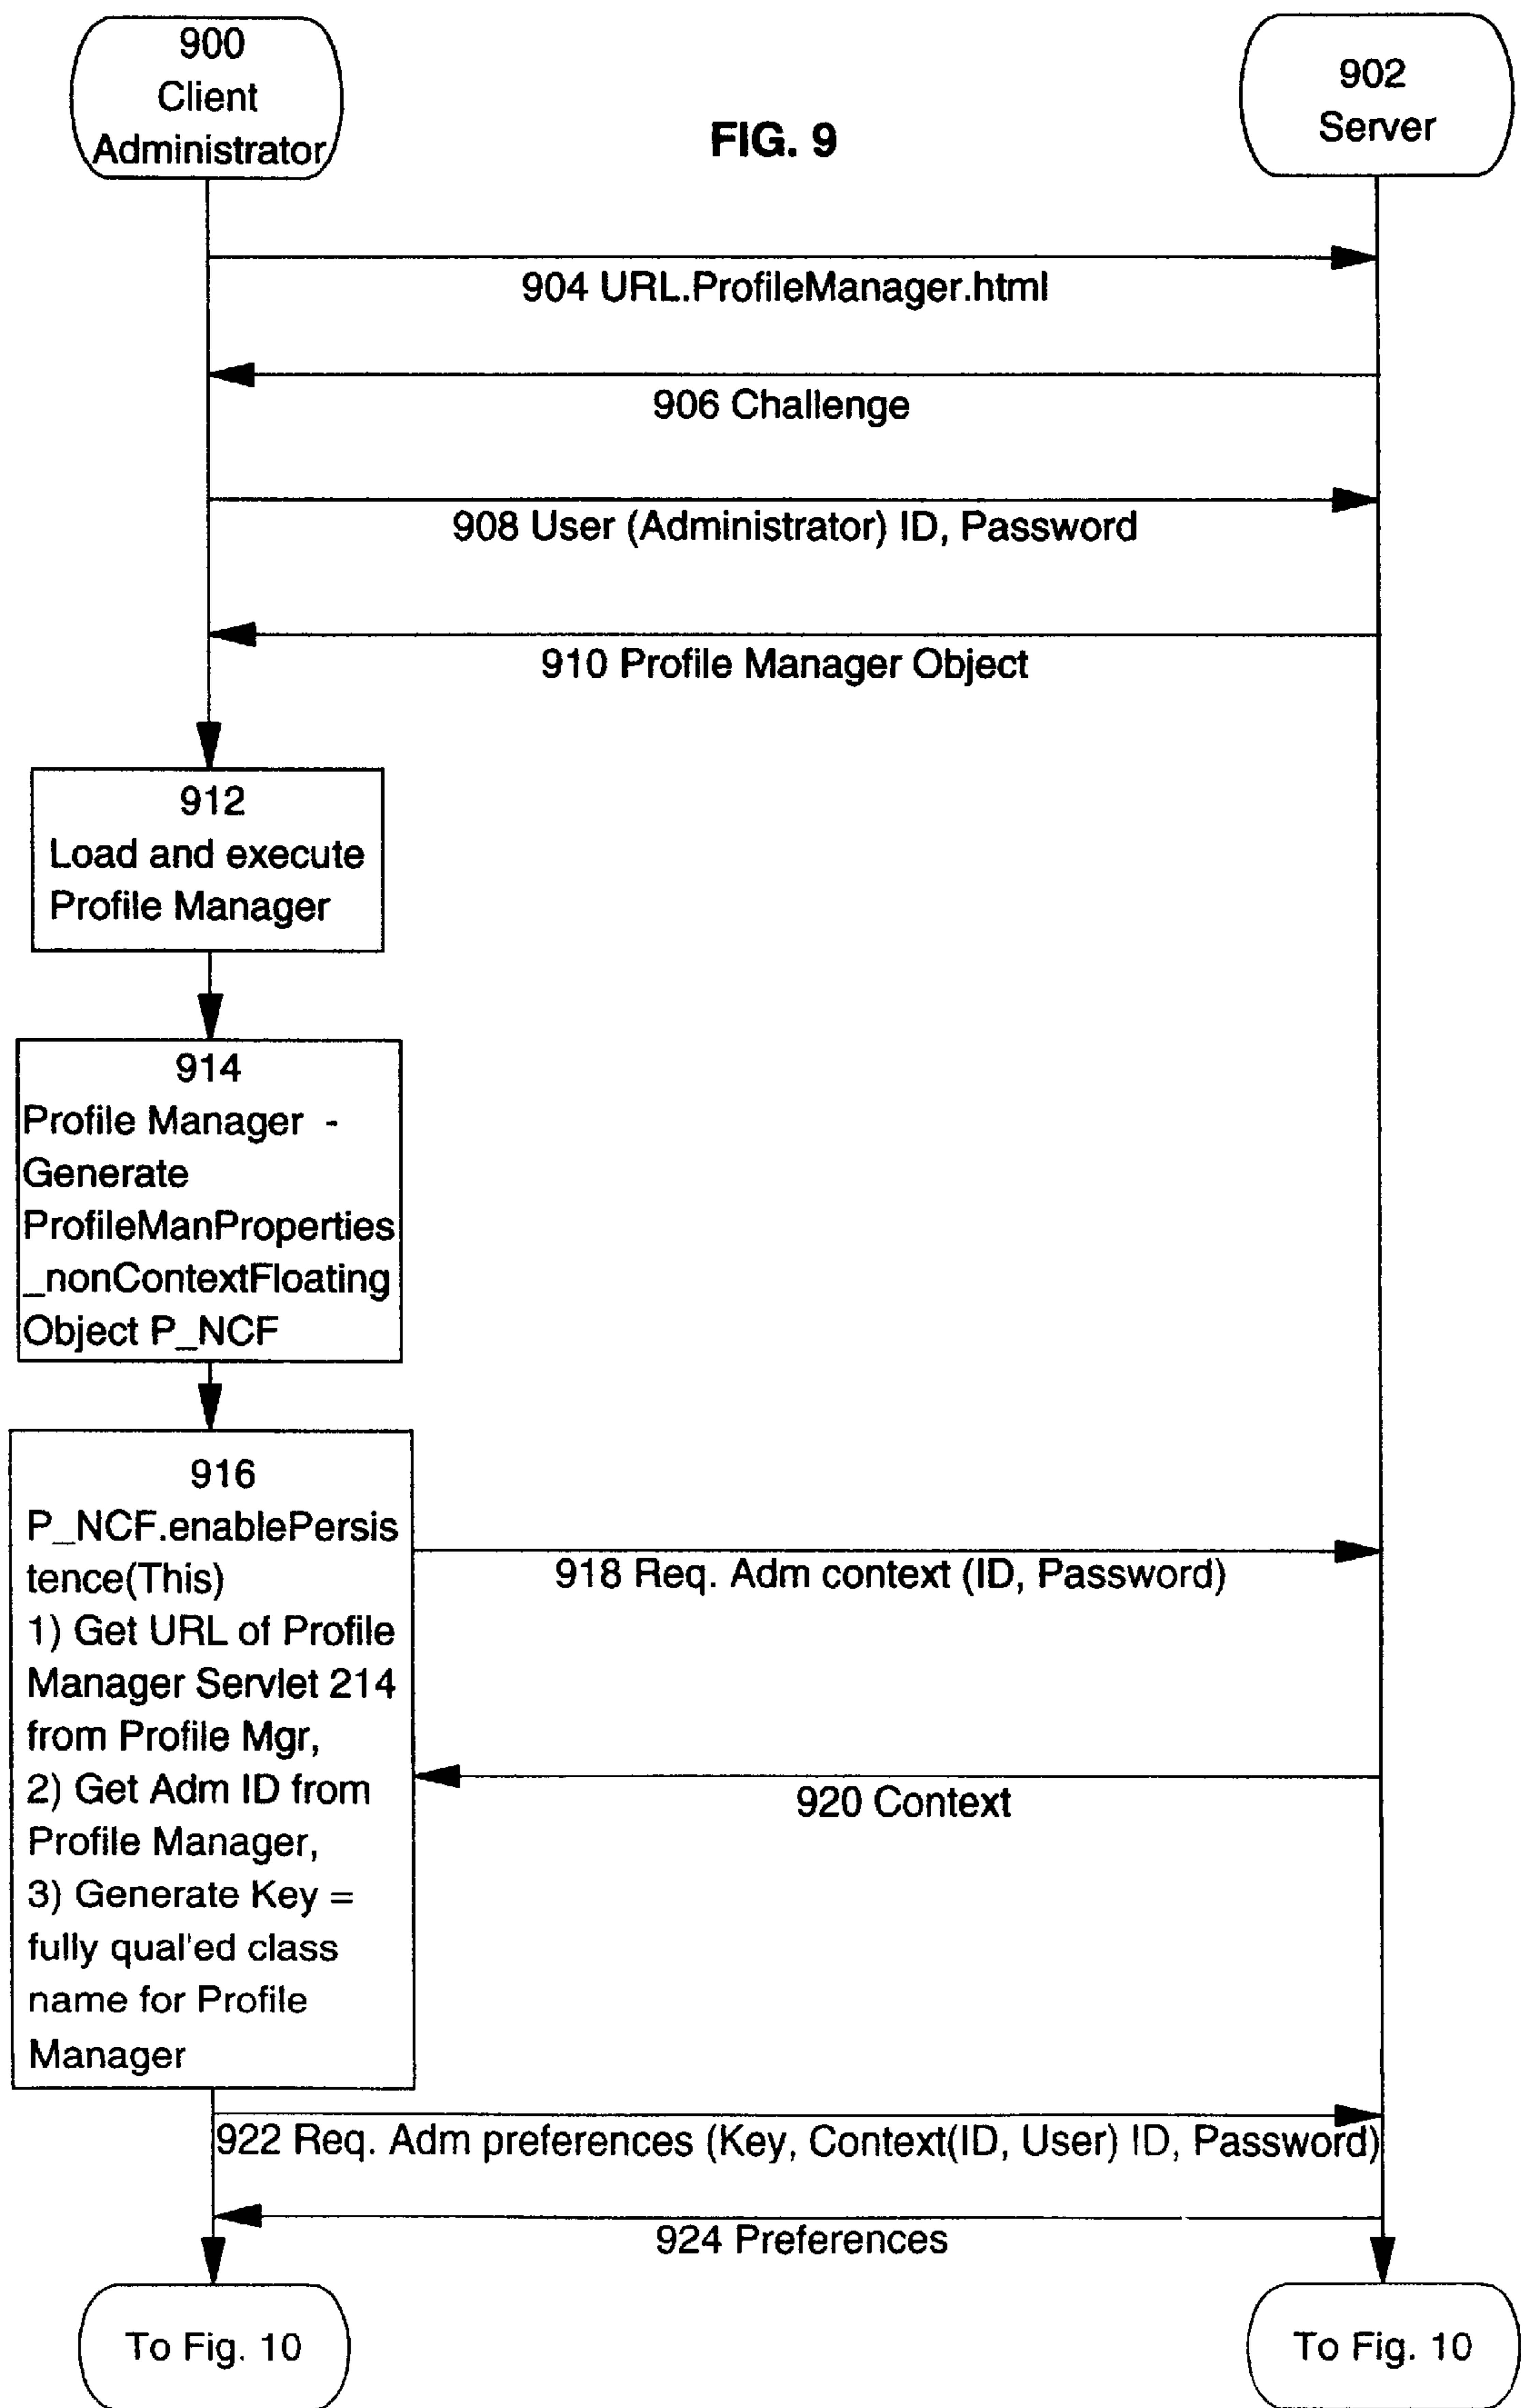 900
Client
Administrator
FIG. 9
902
Server
904 URL.ProfileManager.html
906 Challenge
908 User (Administrator) ID, Password
910 Profile Manager Object
912
Load and execute
Profile Manager
914
Profile Manager -
Generate
ProfileManProperties
_nonContextFloating
Object P_NCF
916
P_NCF.enablePersis
tence(This)
1) Get URL of Profile
Manager Servlet 214
from Profile Mgr,
2) Get Adm ID from
Profile Manager,
3) Generate Key =
fully qual'ed class
name for Profile
Manager
918 Req. Adm context (ID, Password)
920 Context
922 Req. Adm preferences (Key, Context(ID, User) ID, Password)
924 Preferences
To Fig. 10
To Fig. 10